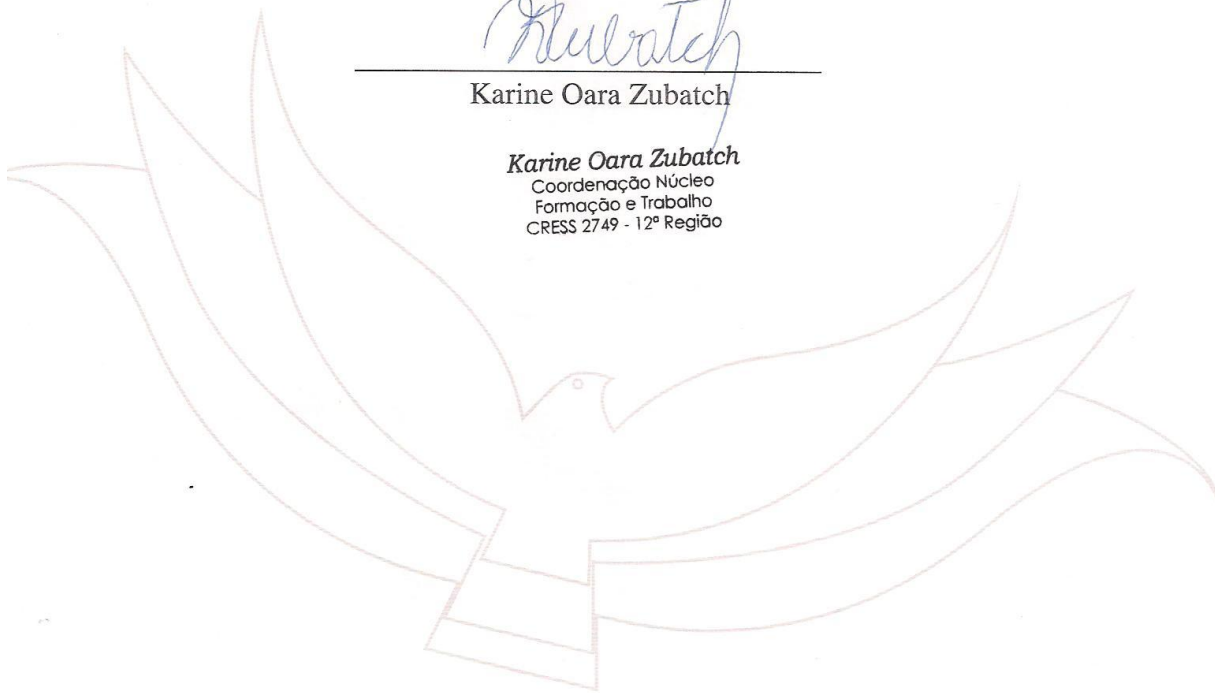 Karine Oara Zubatch
Karine Oara Zubatch
Coordenação Núcleo
Formação e Trabalho
CRESS 2749 - 12ª Região